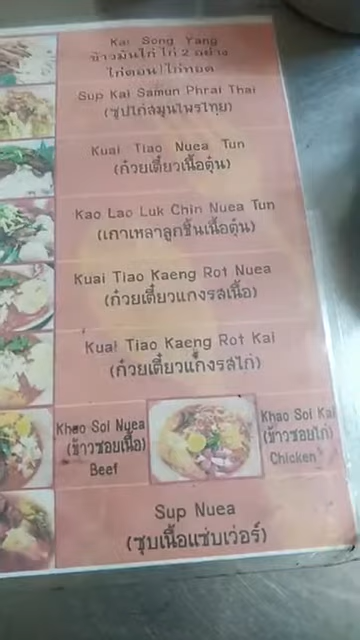 Kai Song Yang
ข้าวมันไก่ ไก่ 2 อย่าง
ไก่ตอน/ไก่ทอด
Sup Kai Samun Phrai Thai
(ซุปไก่สมุนไพรไทย)
Kuai Tiao Nuea Tun
(ก๋วยเตี๋ยวเนื้อตุ๋น)
Kao Lao Luk Chin Nuea Tun
(เกาเหลาลูกชิ้นเนื้อตุ๋น)
Kuai Tiao Kaeng Rot Nuea
(ก๋วยเตี๋ยวแกงรสเนื้อ)
Kuai Tiao Kaeng Rot Kai
(ก๋วยเตี๋ยวแกงรสไก่)
Khao Soi Nuea
(ข้าวซอยเนื้อ)
Beef
Khao Soi Kai
(ข้าวซอยไก่)
Chicken
Sup Nuea
(ซุบเนื้อแซ่บเว่อร์)